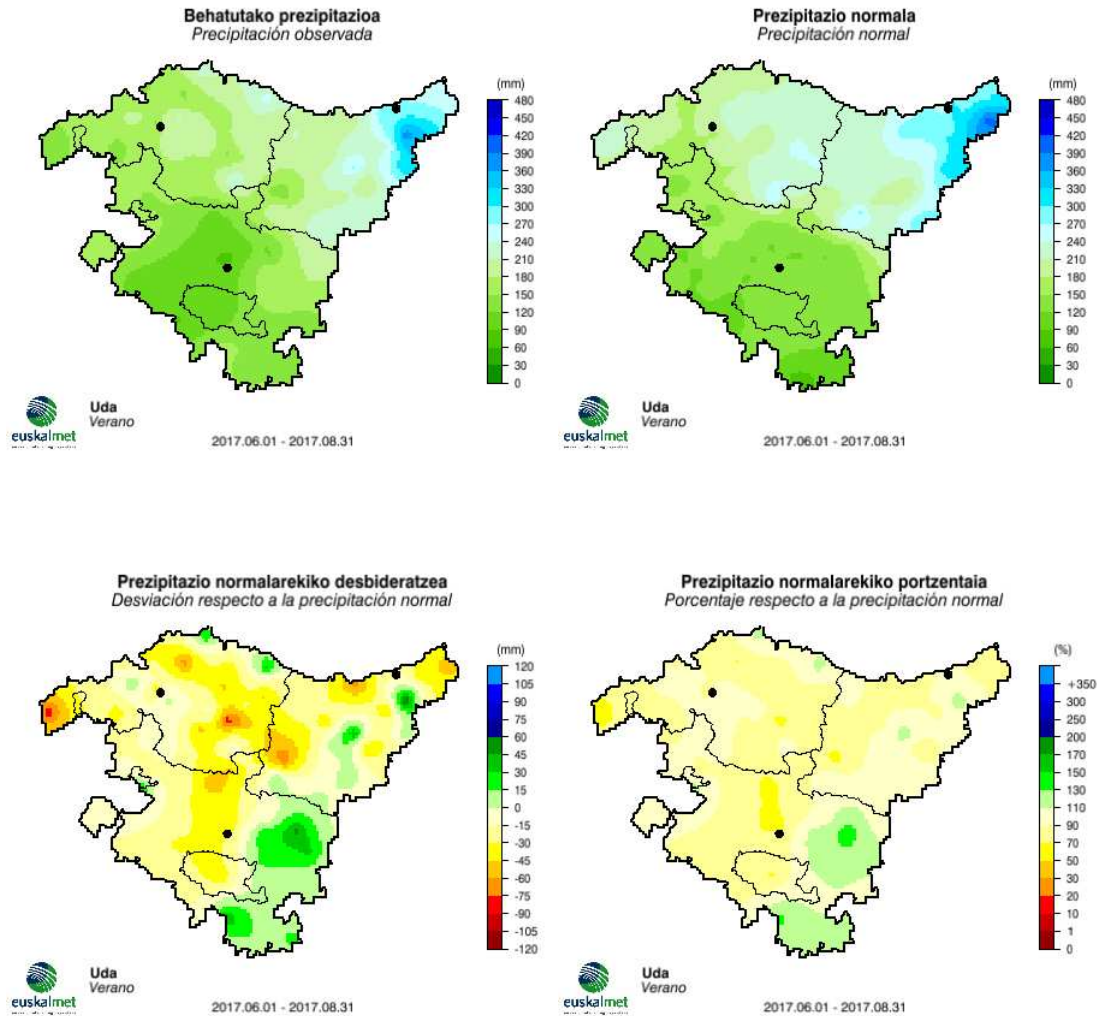 Behatutako prezipitazioa
Precipitación observada
(mm)
480
450
420
390
360
330
300
270
240
210
180
150
120
90
60
30
0
euskalmet
Uda
Verano
2017.06.01 - 2017.08.31
Prezipitazio normala
Precipitación normal
(mm)
480
450
420
390
360
330
300
270
240
210
180
150
120
90
60
30
0
euskalmet
Uda
Verano
2017.06.01 - 2017.08.31
Prezipitazio normalarekiko desbideratzea
Desviación respecto a la precipitación normal
(mm)
120
105
90
75
60
45
30
15
0
-15
-30
-45
-60
-75
-90
-105
-120
euskalmet
Uda
Verano
2017.06.01 - 2017.08.31
Prezipitazio normalarekiko portzentaia
Porcentaje respecto a la precipitación normal
(%)
+350
300
250
200
170
150
130
110
90
70
50
30
20
10
1
0
euskalmet
Uda
Verano
2017.06.01 - 2017.08.31